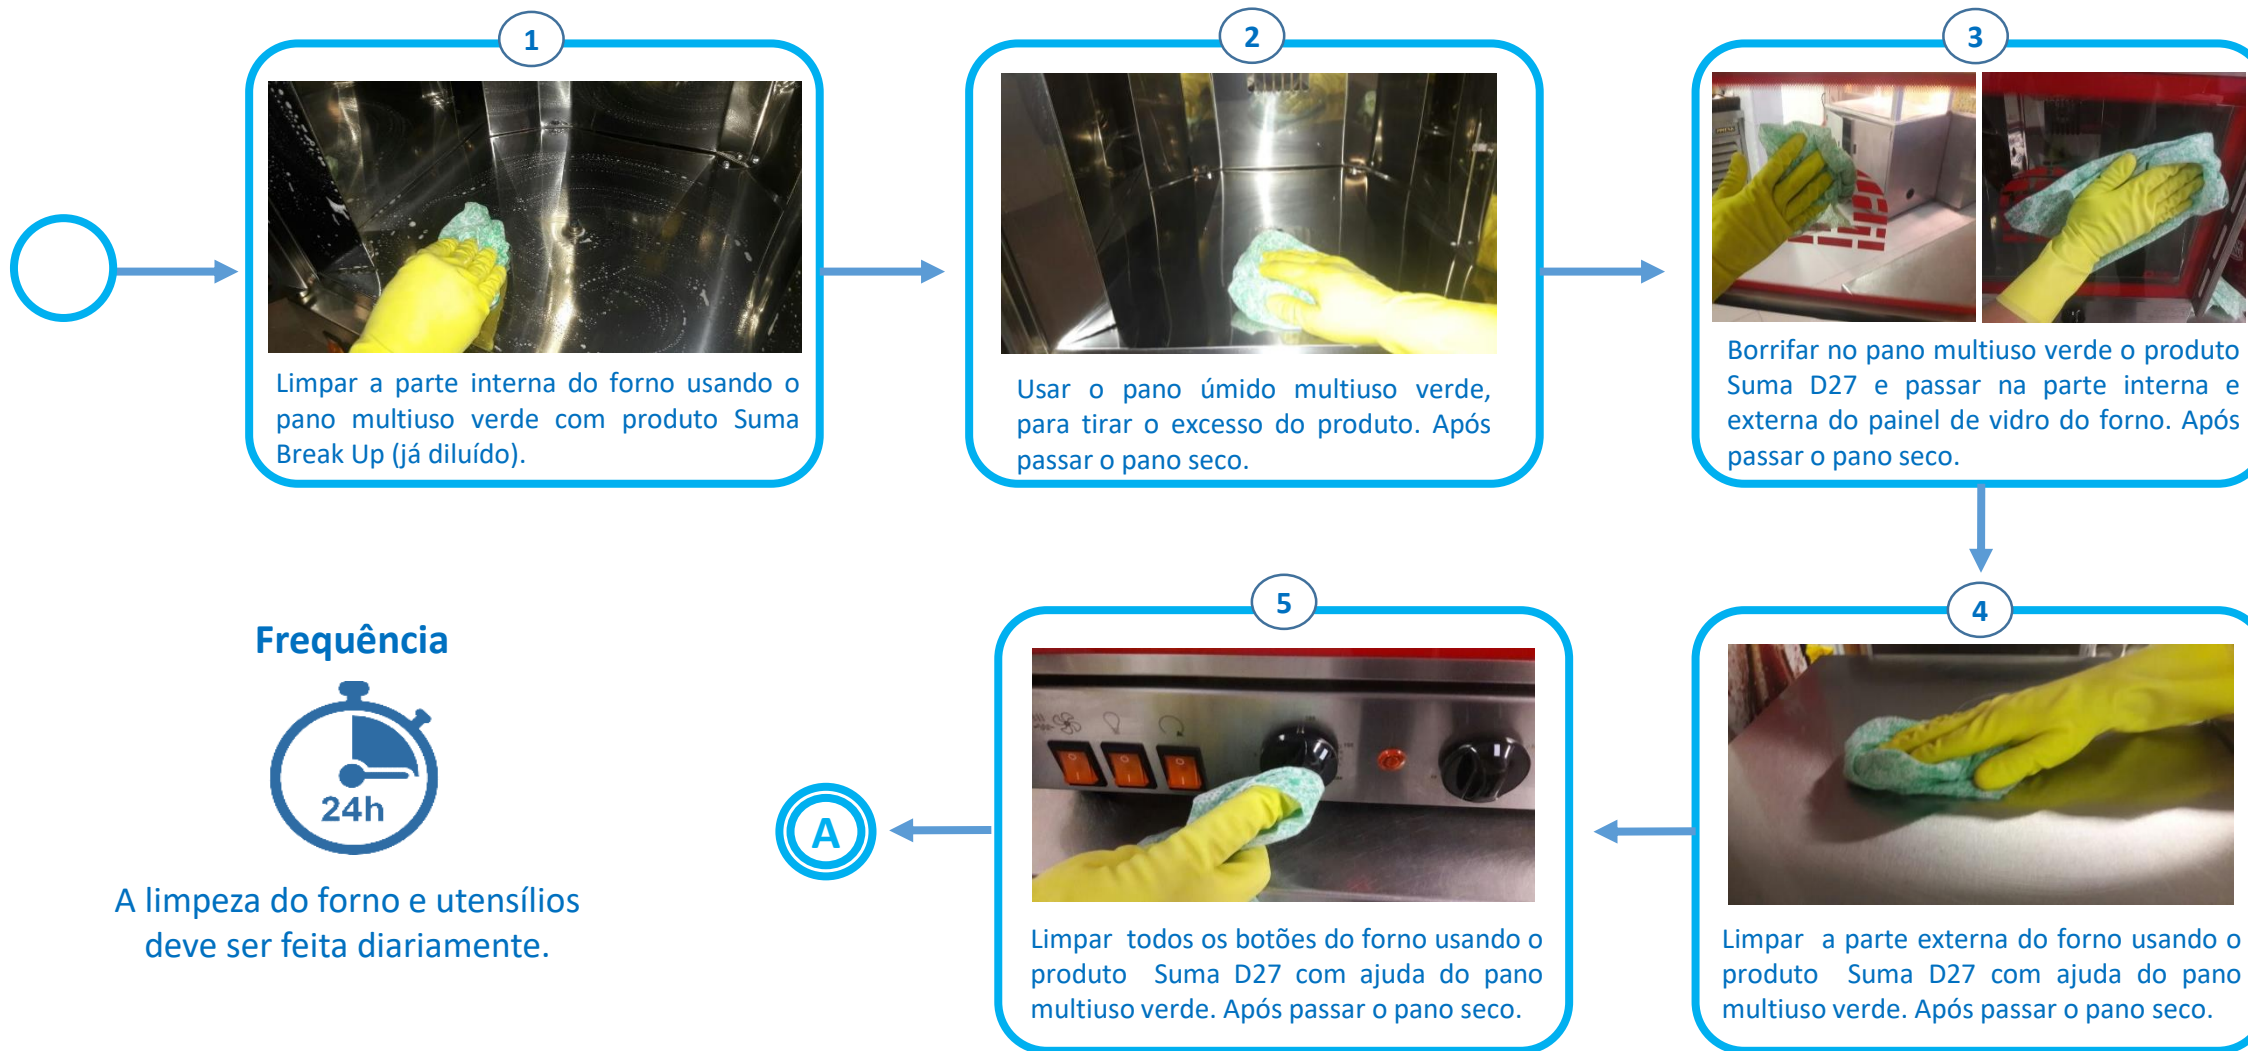 1
Limpar a parte interna do forno usando o
pano multiuso verde com produto Suma
Break Up (já diluído).
2
Usar o pano úmido multiuso verde,
para tirar o excesso do produto. Após
passar o pano seco.
3
Borrifar no pano multiuso verde o produto
Suma D27 e passar na parte interna e
externa do painel de vidro do forno. Após
passar o pano seco.
4
Limpar a parte externa do forno usando o
produto Suma D27 com ajuda do pano
multiuso verde. Após passar o pano seco.
5
Limpar todos os botões do forno usando o
produto Suma D27 com ajuda do pano
multiuso verde. Após passar o pano seco.
A
Frequência
24h
A limpeza do forno e utensílios
deve ser feita diariamente.